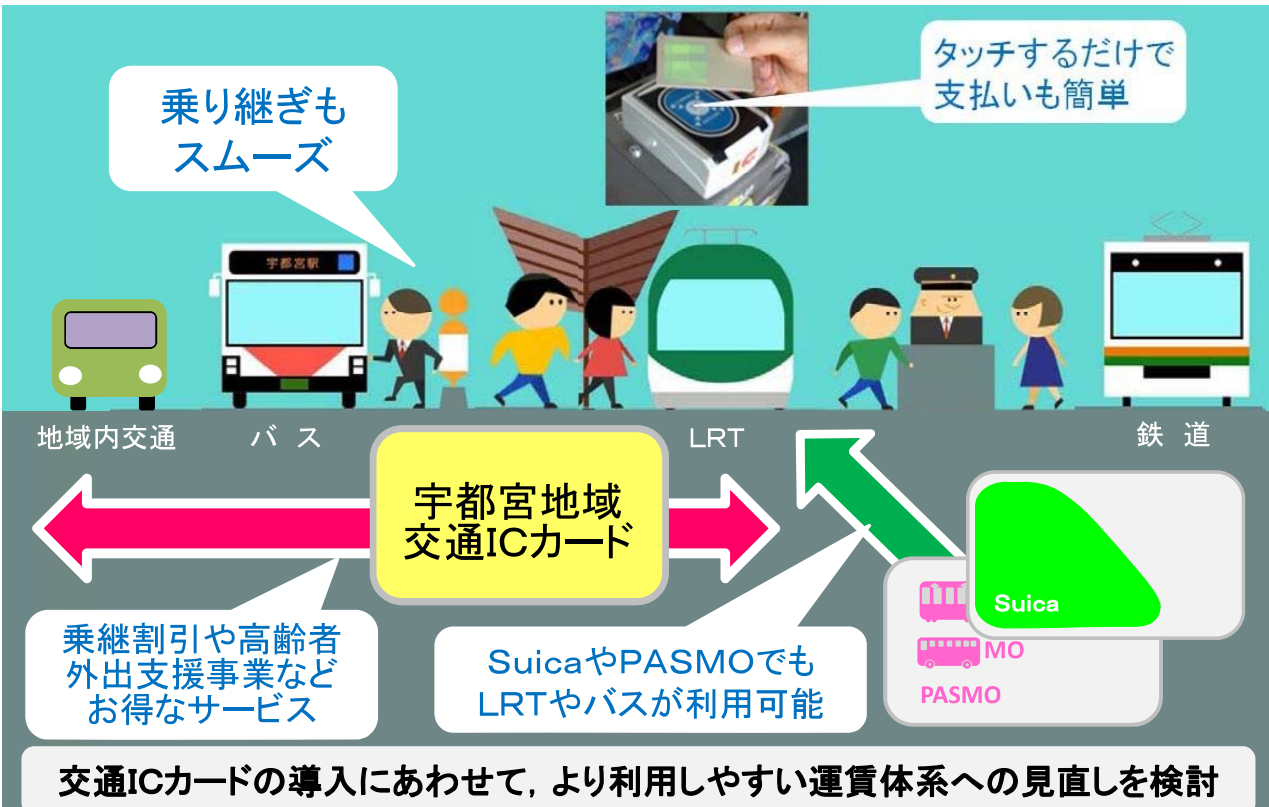 乗り継ぎも
スムーズ
タッチするだけで
支払いも簡単
IC
宇都宮駅
地域内交通
バス
LRT
鉄道
宇都宮地域
交通ICカード
Suica
MO
PASMO
乗継割引や高齢者
外出支援事業など
お得なサービス
SuicaやPASMOでも
LRTやバスが利用可能
交通ICカードの導入にあわせて，より利用しやすい運賃体系への見直しを検討